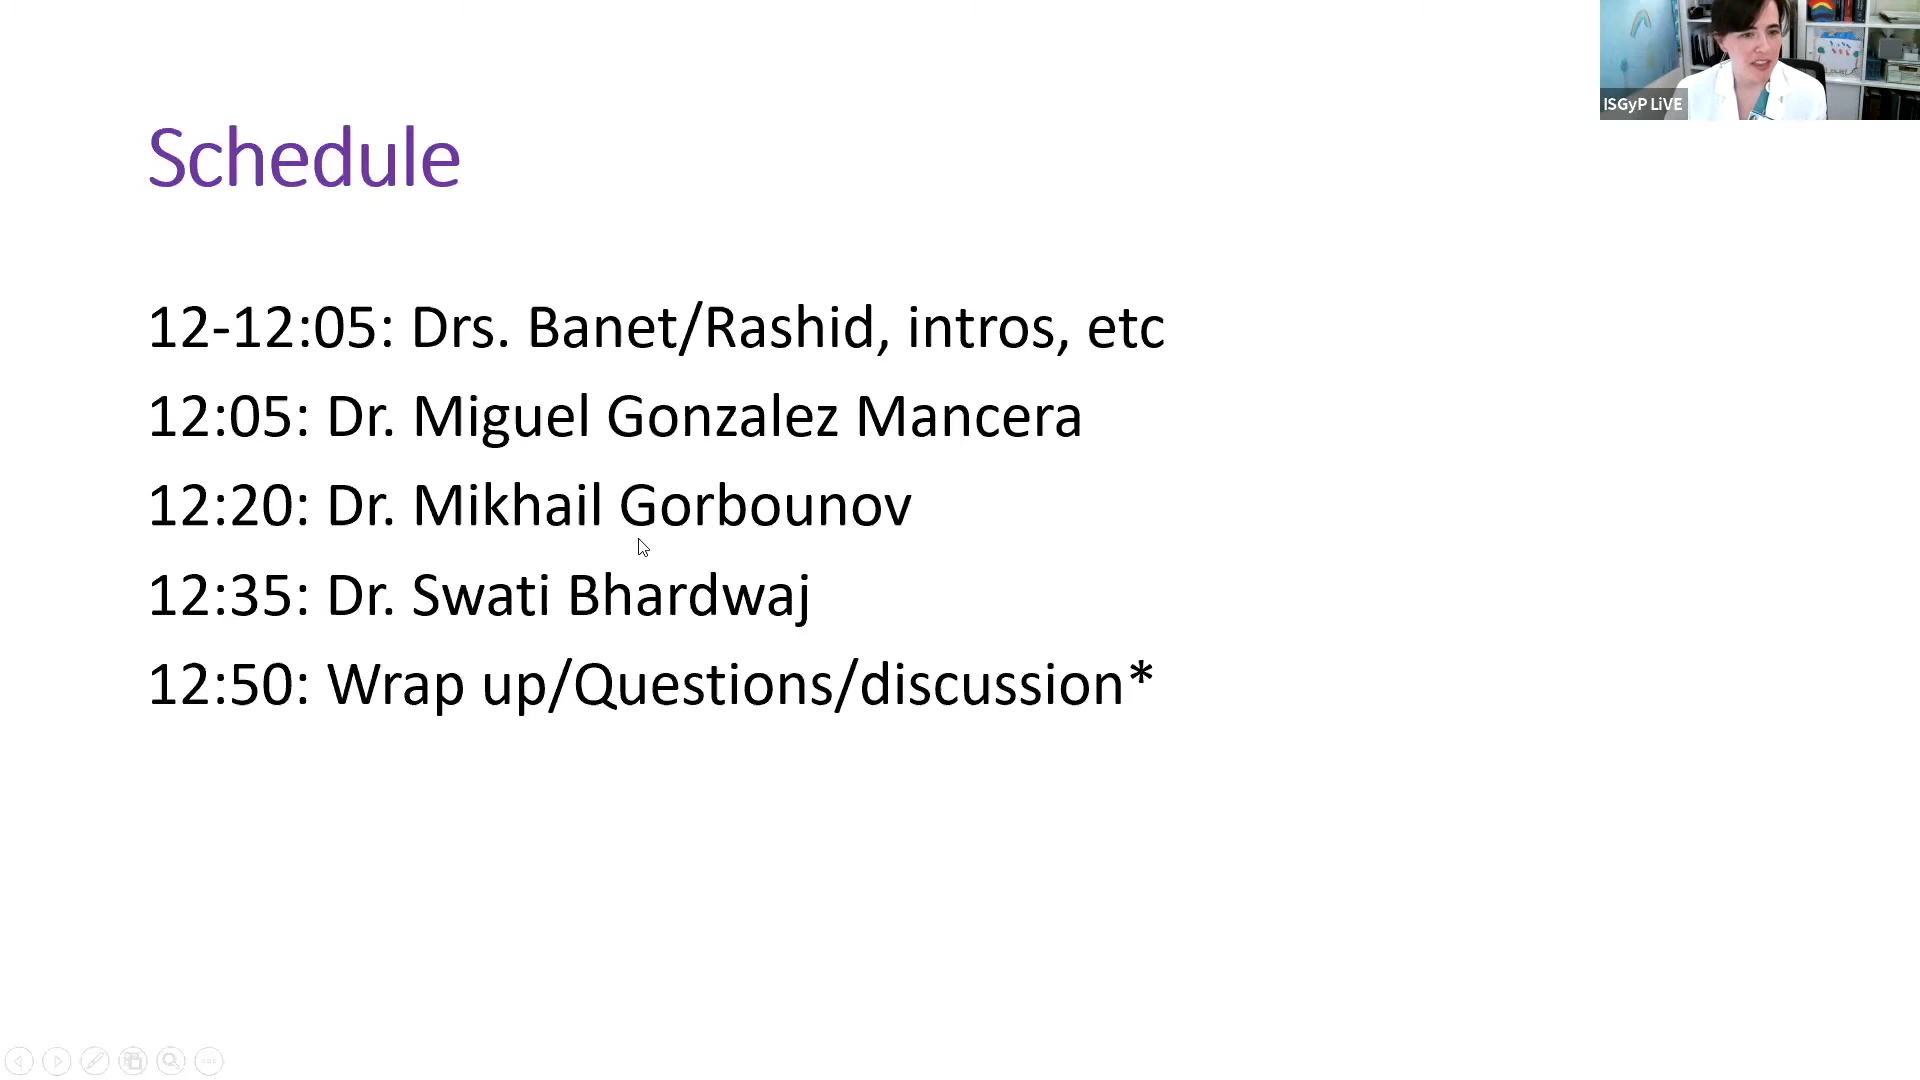 ISGyP LiVE
Schedule
12-12:05: Drs. Banet/Rashid, intros, etc
12:05: Dr. Miguel Gonzalez Mancera
12:20: Dr. Mikhail Gorbounov
12:35: Dr. Swati Bhardwaj
12:50: Wrap up/Questions/discussion*